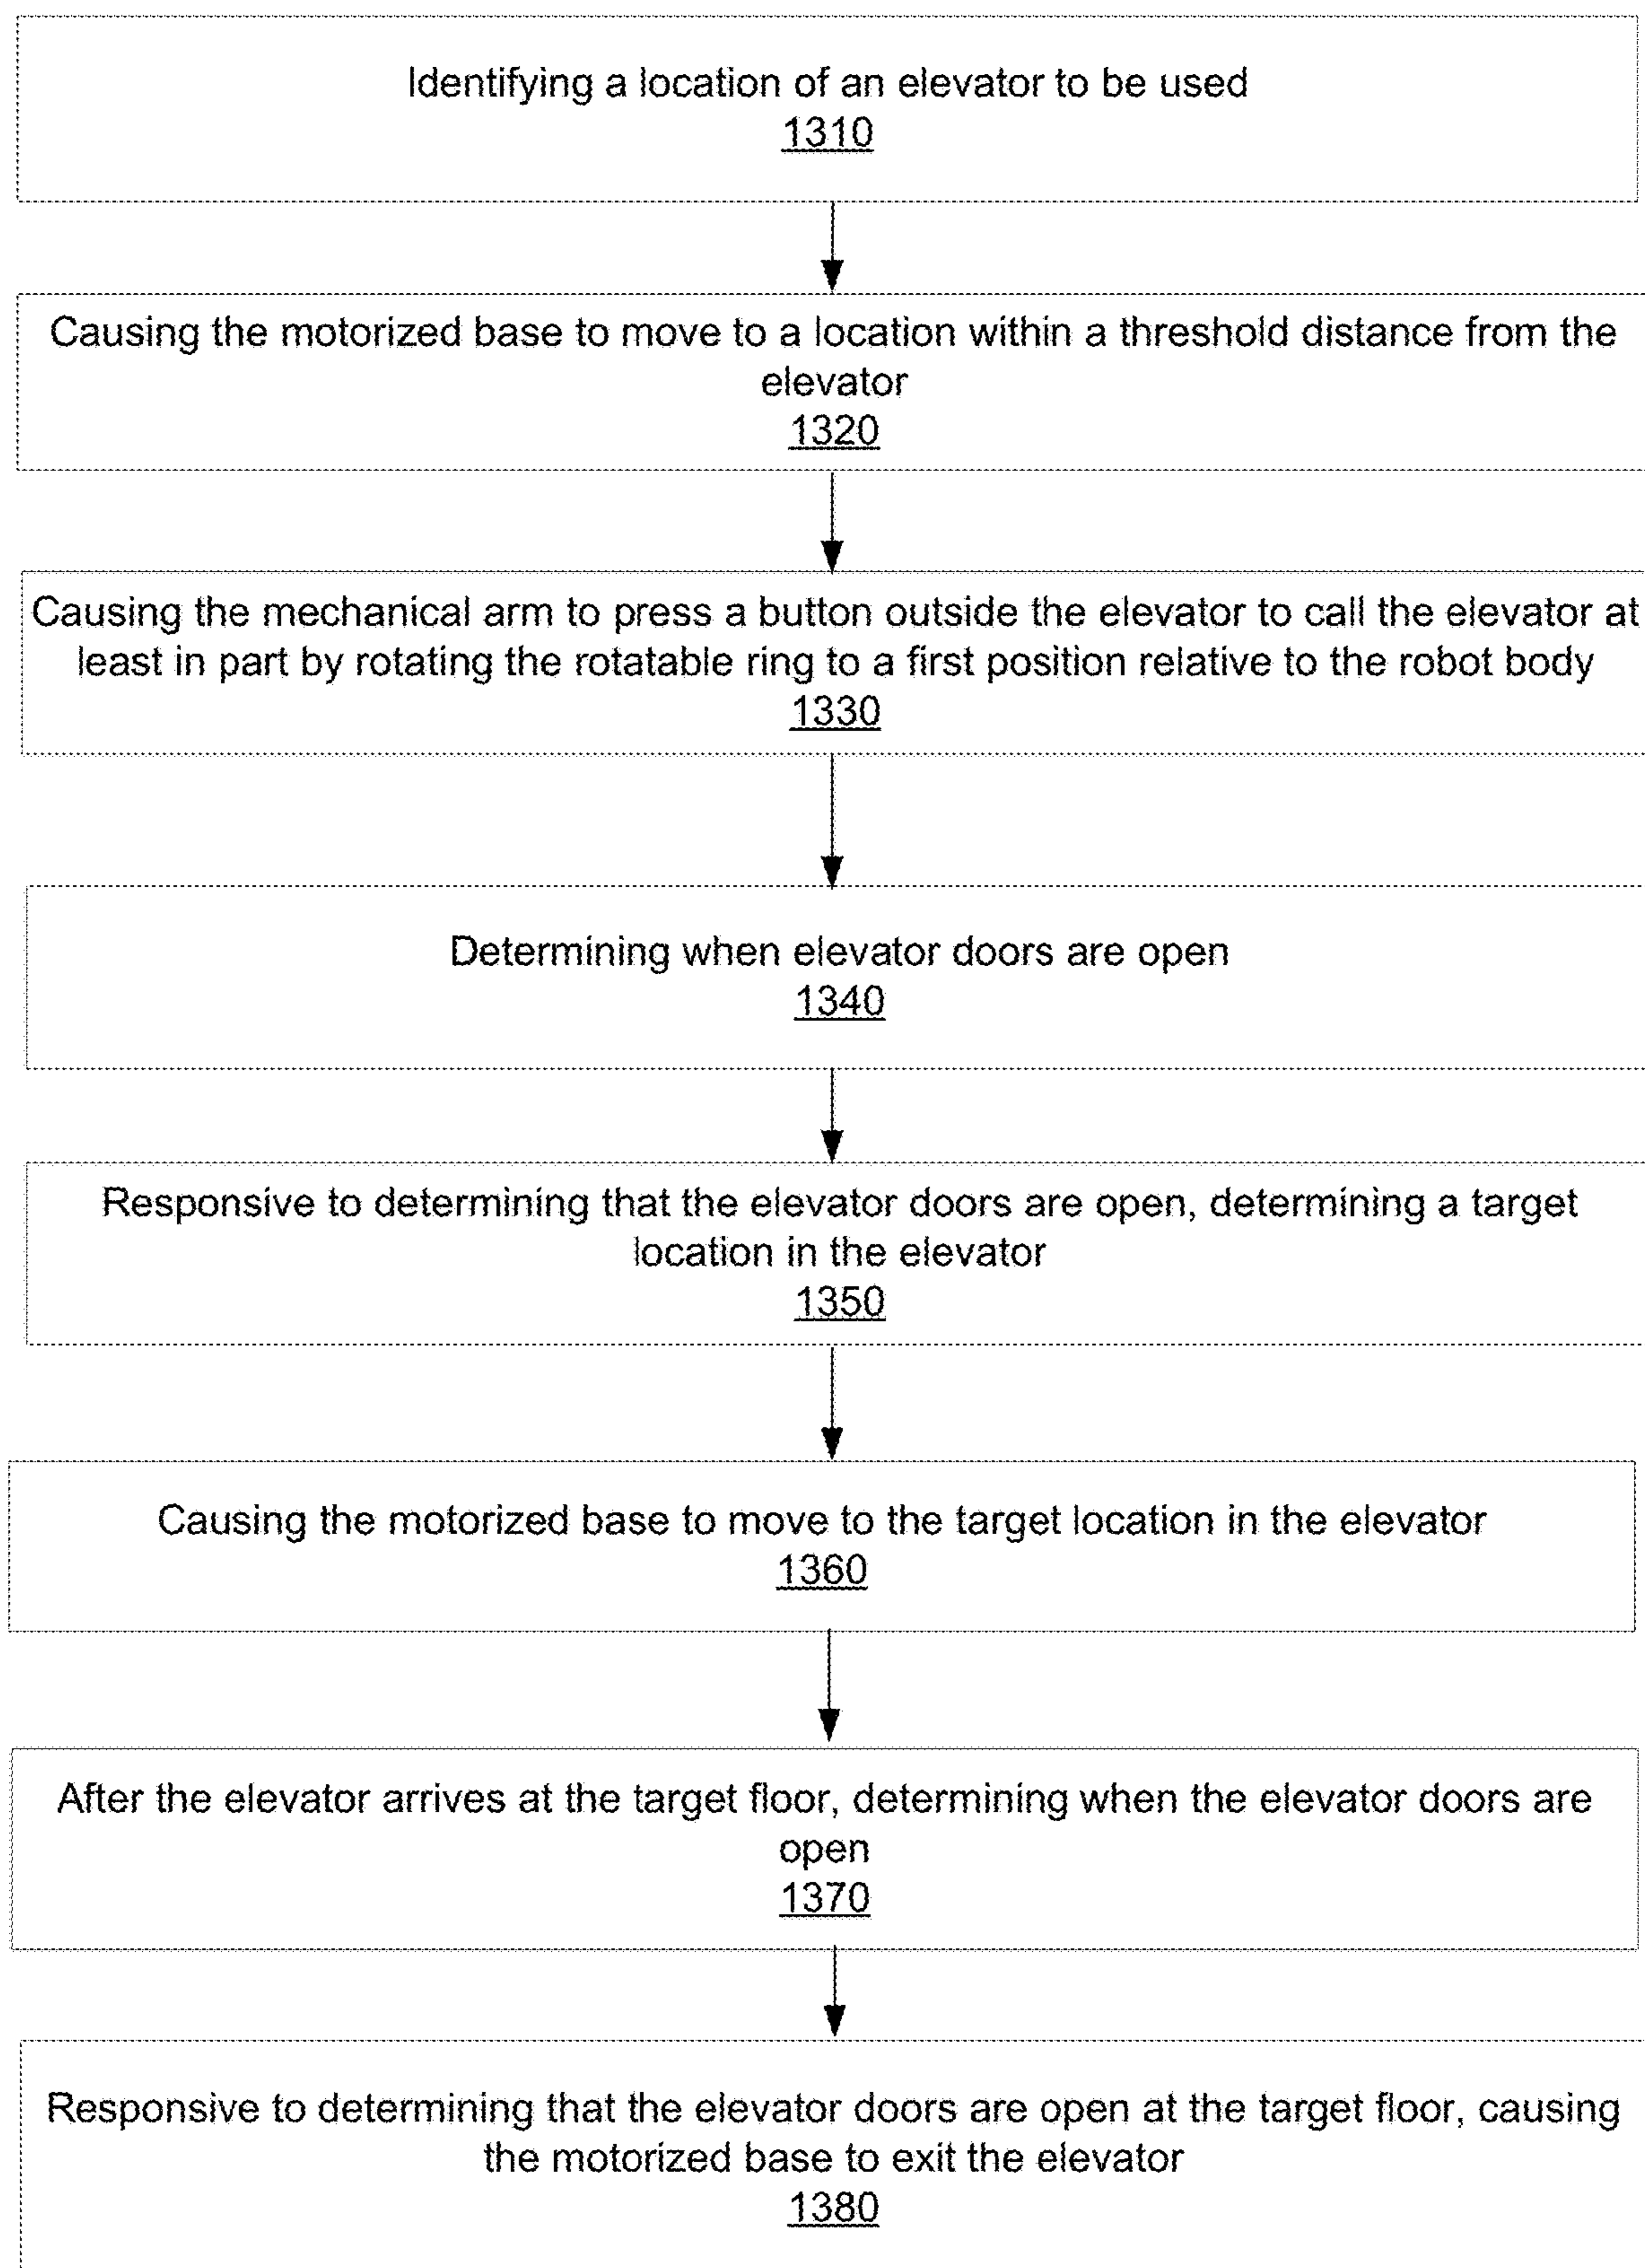 Identifying a location of an elevator to be used
1310
Causing the motorized base to move to a location within a threshold distance from the
elevator
1320
Causing the mechanical arm to press a button outside the elevator to call the elevator at
least in part by rotating the rotatable ring to a first position relative to the robot body
1330
Determining when elevator doors are open
1340
Responsive to determining that the elevator doors are open, determining a target
location in the elevator
1350
Causing the motorized base to move to the target location in the elevator
1360
After the elevator arrives at the target floor, determining when the elevator doors are
open
1370
Responsive to determining that the elevator doors are open at the target floor, causing
the motorized base to exit the elevator
1380